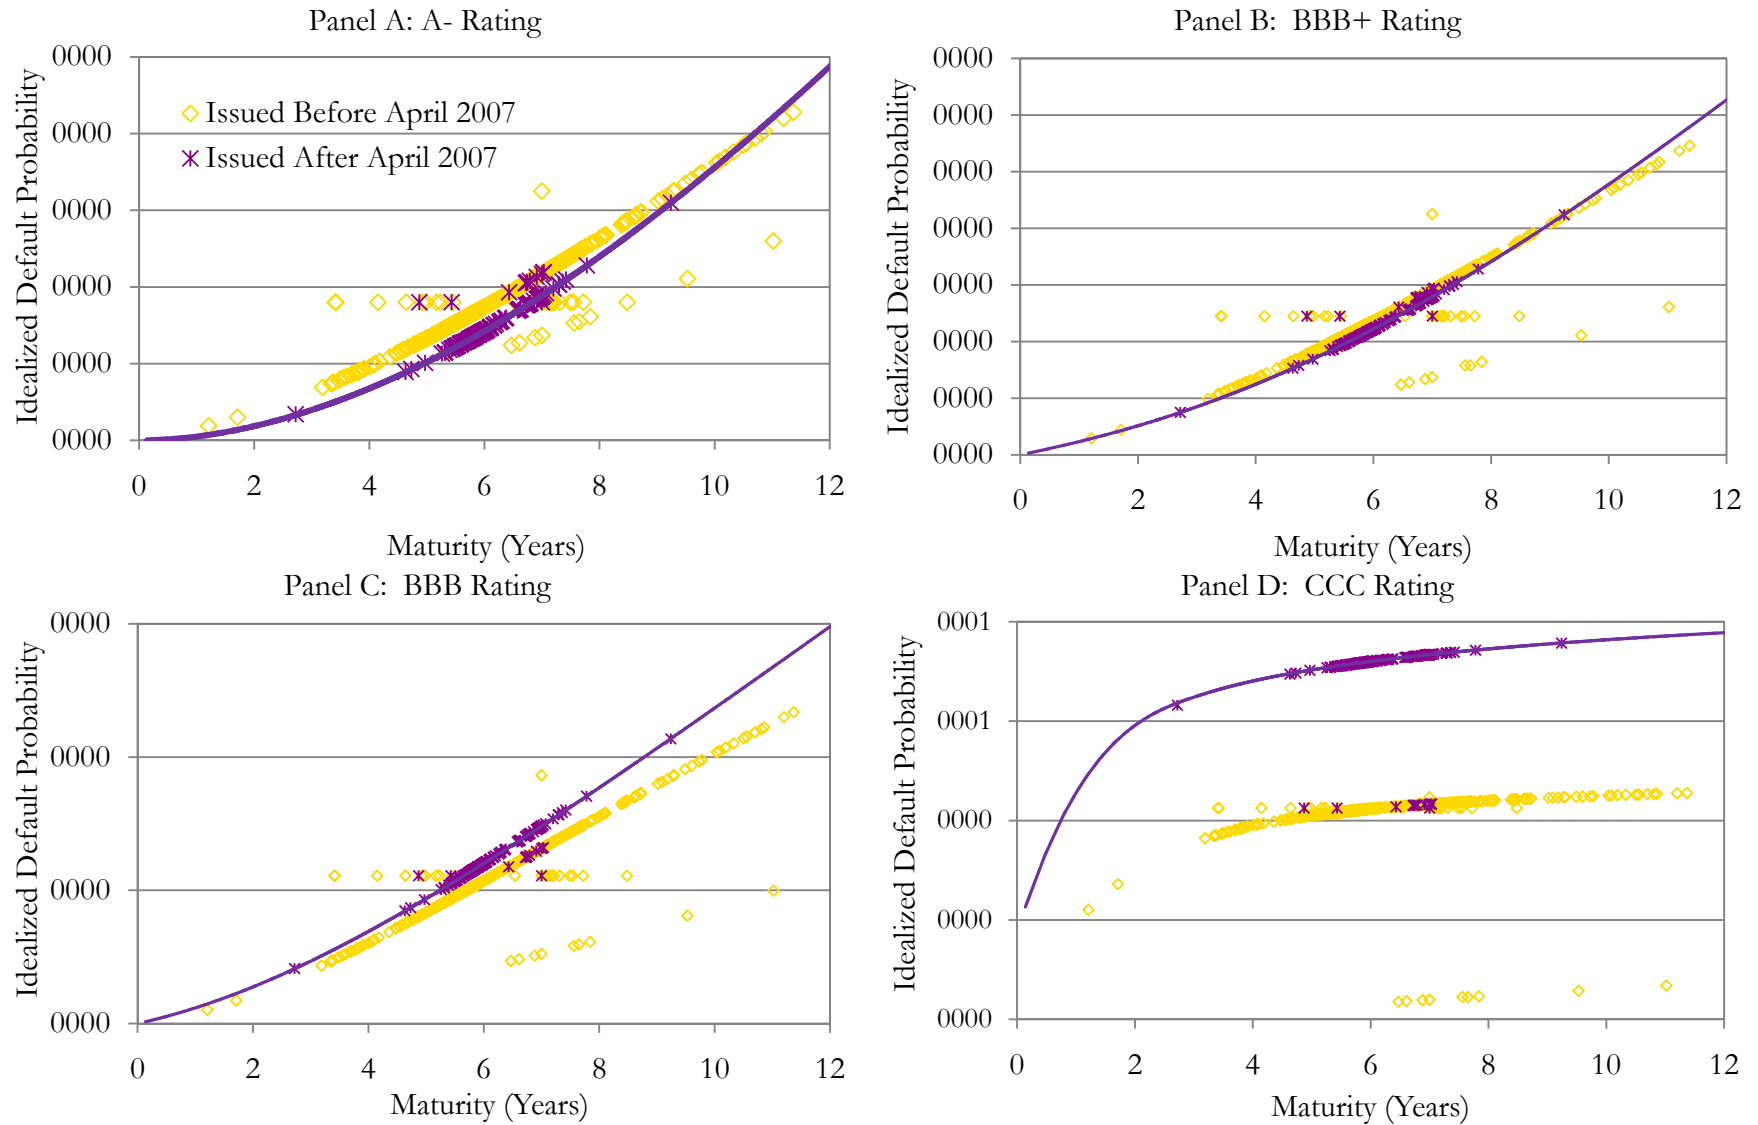 Panel A: A- Rating
Idealized Default Probability
0000
0000
0000
0000
0000
0000
Issued Before April 2007
Issued After April 2007
0 2 4 6 8 10 12
Maturity (Years)
Panel B: BBB+ Rating
Idealized Default Probability
0000
0000
0000
0000
0000
0000
0000
0000
0 2 4 6 8 10 12
Maturity (Years)
Panel C: BBB Rating
Idealized Default Probability
0000
0000
0000
0000
0 2 4 6 8 10 12
Maturity (Years)
Panel D: CCC Rating
Idealized Default Probability
0001
0001
0000
0000
0000
0 2 4 6 8 10 12
Maturity (Years)